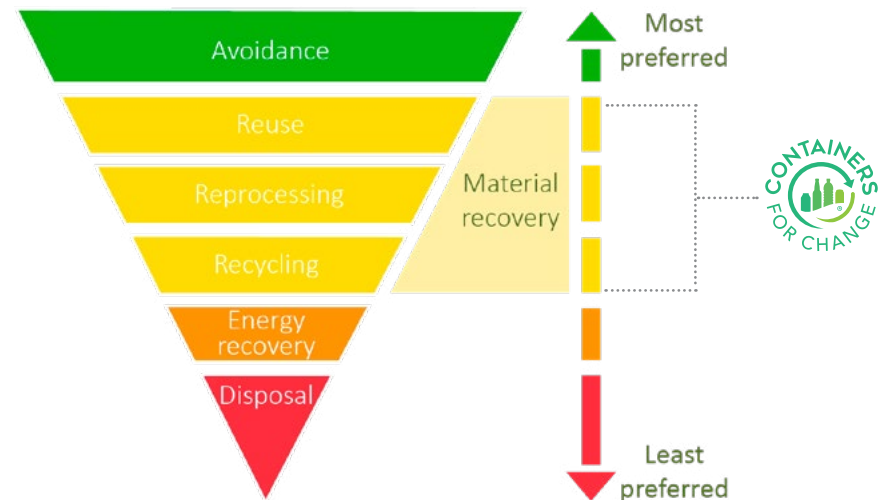 Avoidance
Reuse
Reprocessing
Recycling
Energy
recovery
Disposal
Material
recovery
Most
preferred
Least
preferred
CONTAINERS
FOR CHANGE
®